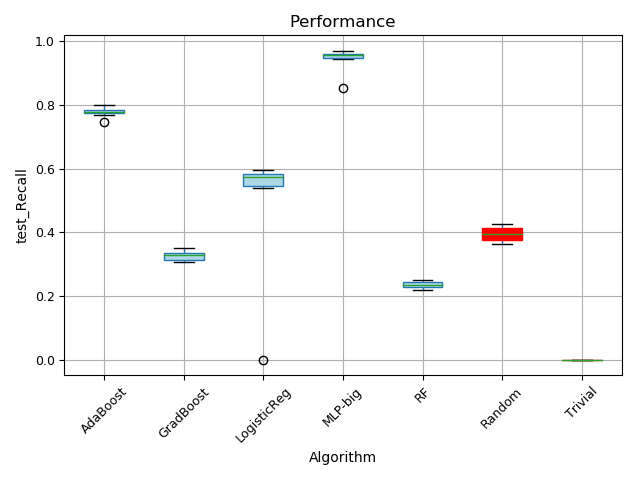 Performance
test_Recall
1.0
0.8
0.6
0.4
0.2
0.0
AdaBoost
GradBoost
LogisticReg
MLP-big
RF
Random
Trivial
Algorithm